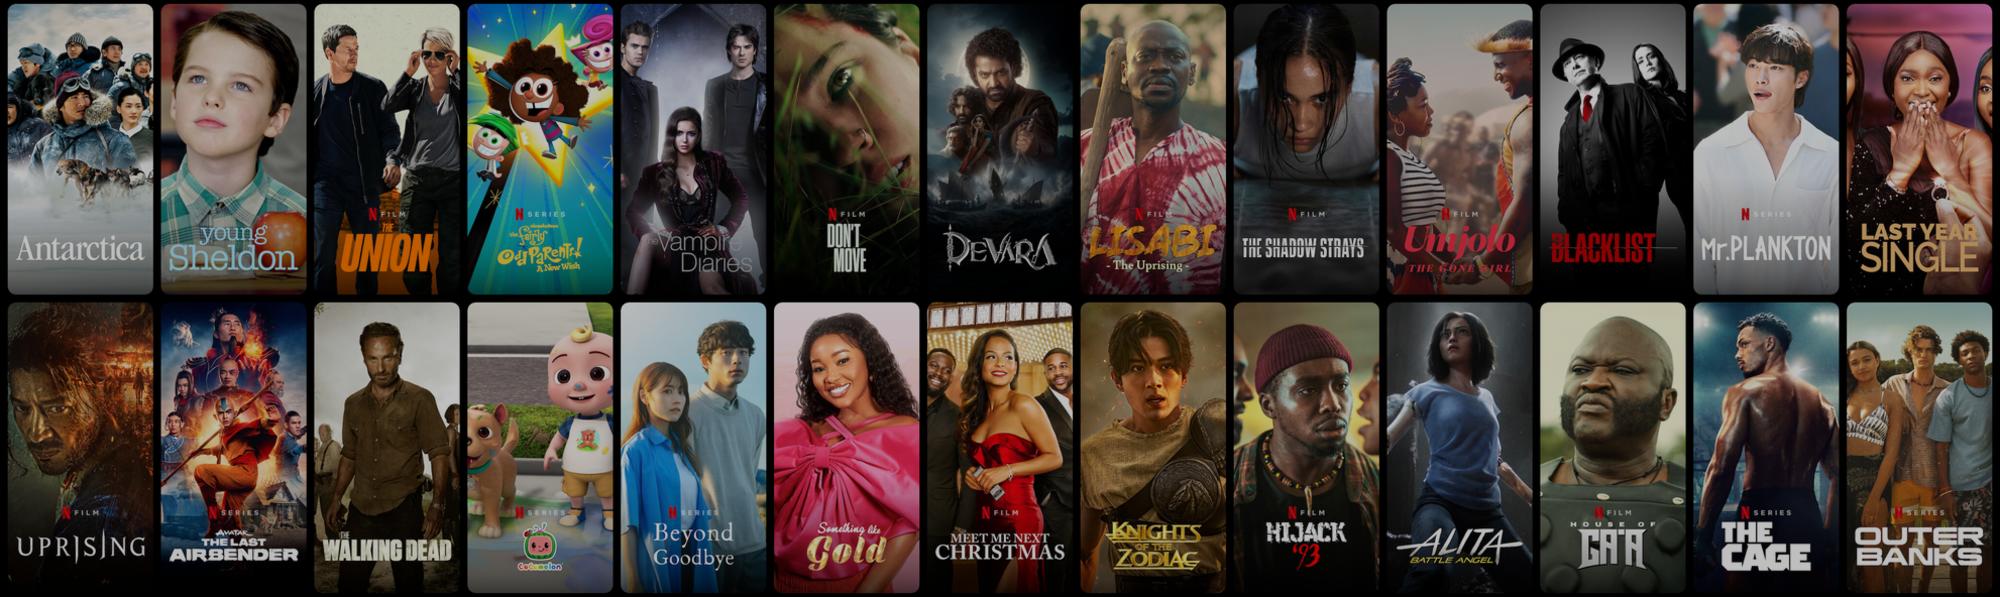 Antarctica
young
Sheldon
N FILM
THE
UNION
N SERIES
nickelodeon
the fairly
OddParents!
A New Wish
The Vampire
Diaries
N FILM
DON'T
MOVE
DEVARA
N FILM
LISABI
- The Uprising -
N FILM
THE SHADOW STRAYS
N FILM
Umjolo
THE GONE GIRL
THE
BLACKLIST
N SERIES
Mr.PLANKTON
LAST YEAR
SINGLE
N FILM
UPRISING
N SERIES
AVATAR
THE LAST
AIRBENDER
THE
WALKING DEAD
N SERIES
CoComelon
N SERIES
Beyond
Goodbye
Something like
Gold
N FILM
MEET ME NEXT
CHRISTMAS
KNIGHTS
OF THE
ZODIAC
N FILM
HIJACK
'93
ALITA
BATTLE ANGEL
N FILM
HOUSE OF
GA'A
N SERIES
THE
CAGE
N SERIES
OUTER
BANKS